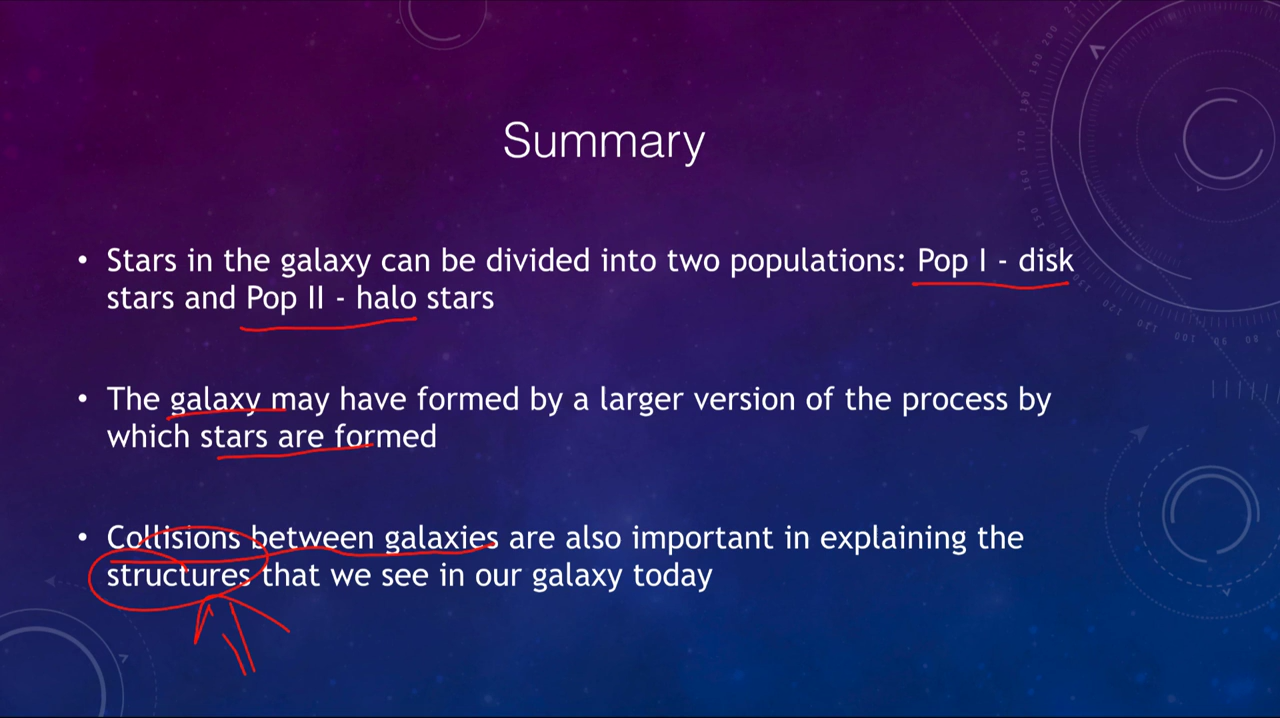 Summary
• Stars in the galaxy can be divided into two populations: Pop I - disk
stars and Pop II - halo stars
• The galaxy may have formed by a larger version of the process by
which stars are formed
• Collisions between galaxies are also important in explaining the
structures that we see in our galaxy today